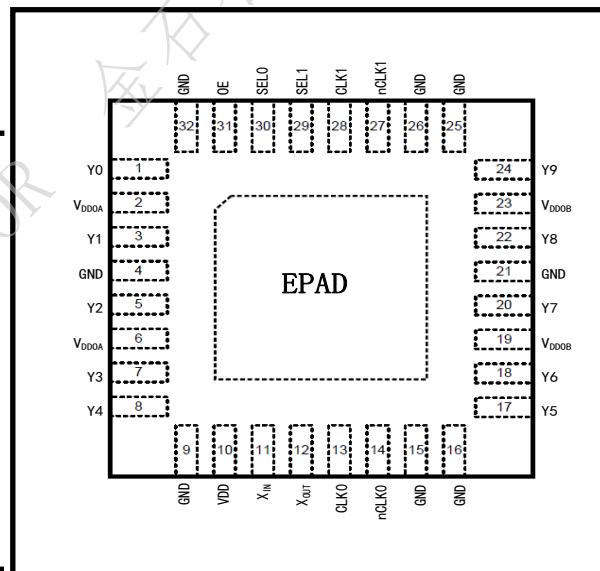 GND OE SEL0 SEL1 CLK1 nCLK1 GND GND
32 31 30 29 28 27 26 25
Y0 1 24 Y9
VDDOA 2 23 VDDOB
Y1 3 22 Y8
GND 4 21 GND
EPAD
Y2 5 20 Y7
VDDOA 6 19 VDDOB
Y3 7 18 Y6
Y4 8 17 Y5
9 10 11 12 13 14 15 16
GND VDD XIN XOUT CLK0 nCLK0 GND GND
金石
OR